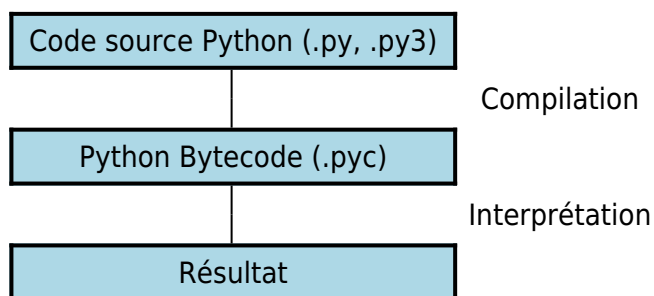 Code source Python (.py, .py3)
Compilation
Python Bytecode (.pyc)
Interprétation
Résultat